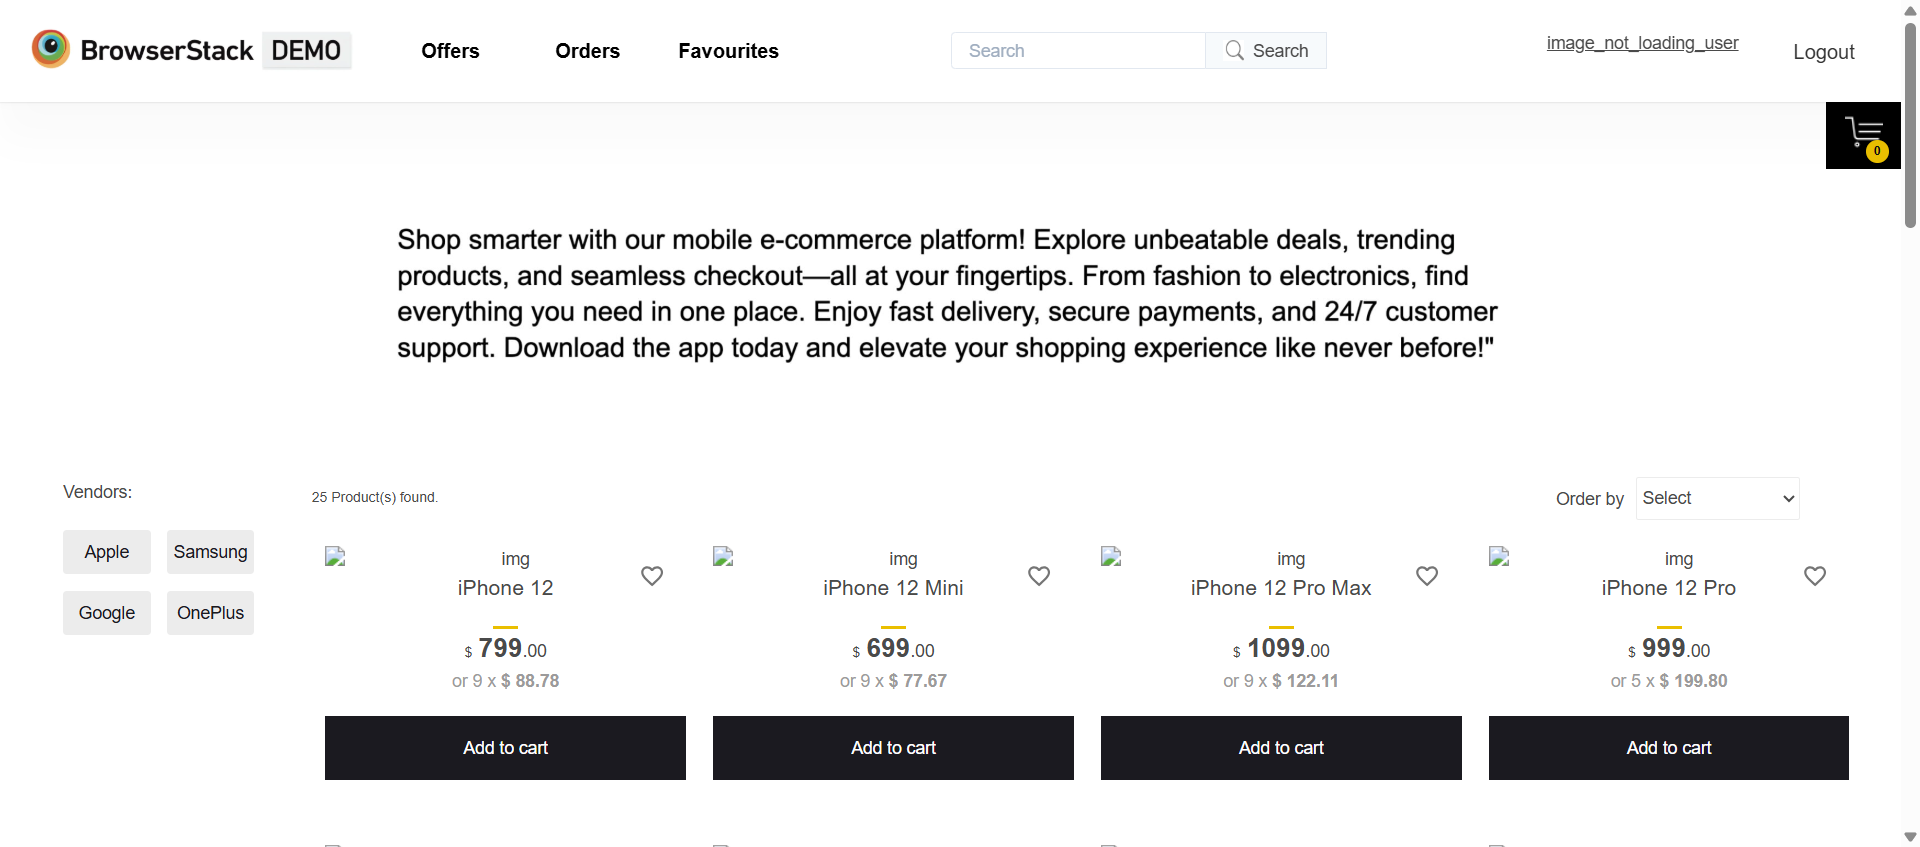 BrowserStack DEMO
Offers
Orders
Favourites
Search
Search
image_not_loading_user
Logout
0
Shop smarter with our mobile e-commerce platform! Explore unbeatable deals, trending
products, and seamless checkout—all at your fingertips. From fashion to electronics, find
everything you need in one place. Enjoy fast delivery, secure payments, and 24/7 customer
support. Download the app today and elevate your shopping experience like never before!"
Vendors:
Apple
Samsung
Google
OnePlus
25 Product(s) found.
Order by
Select
img
iPhone 12
$ 799.00
or 9 x $ 88.78
Add to cart
img
iPhone 12 Mini
$ 699.00
or 9 x $ 77.67
Add to cart
img
iPhone 12 Pro Max
$ 1099.00
or 9 x $ 122.11
Add to cart
img
iPhone 12 Pro
$ 999.00
or 5 x $ 199.80
Add to cart